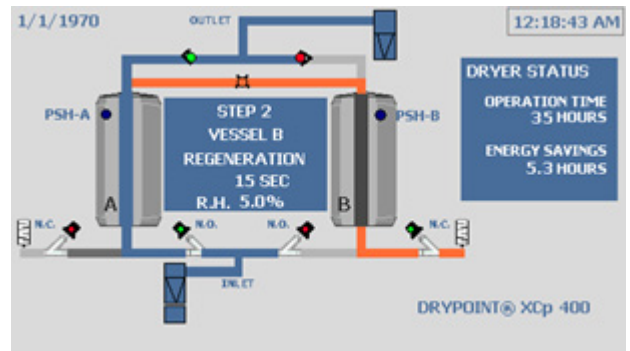 1/1/1970
OUTLET
12:18:43 AM
DRYER STATUS
OPERATION TIME
35 HOURS
ENERGY SAVINGS
5.3 HOURS
PSH-A
STEP 2
VESSEL B
REGENERATION
15 SEC
R.H. 5.0%
PSH-B
A
B
N.C.
N.O.
N.O.
N.C.
INLET
DRYPOINT® XCp 400